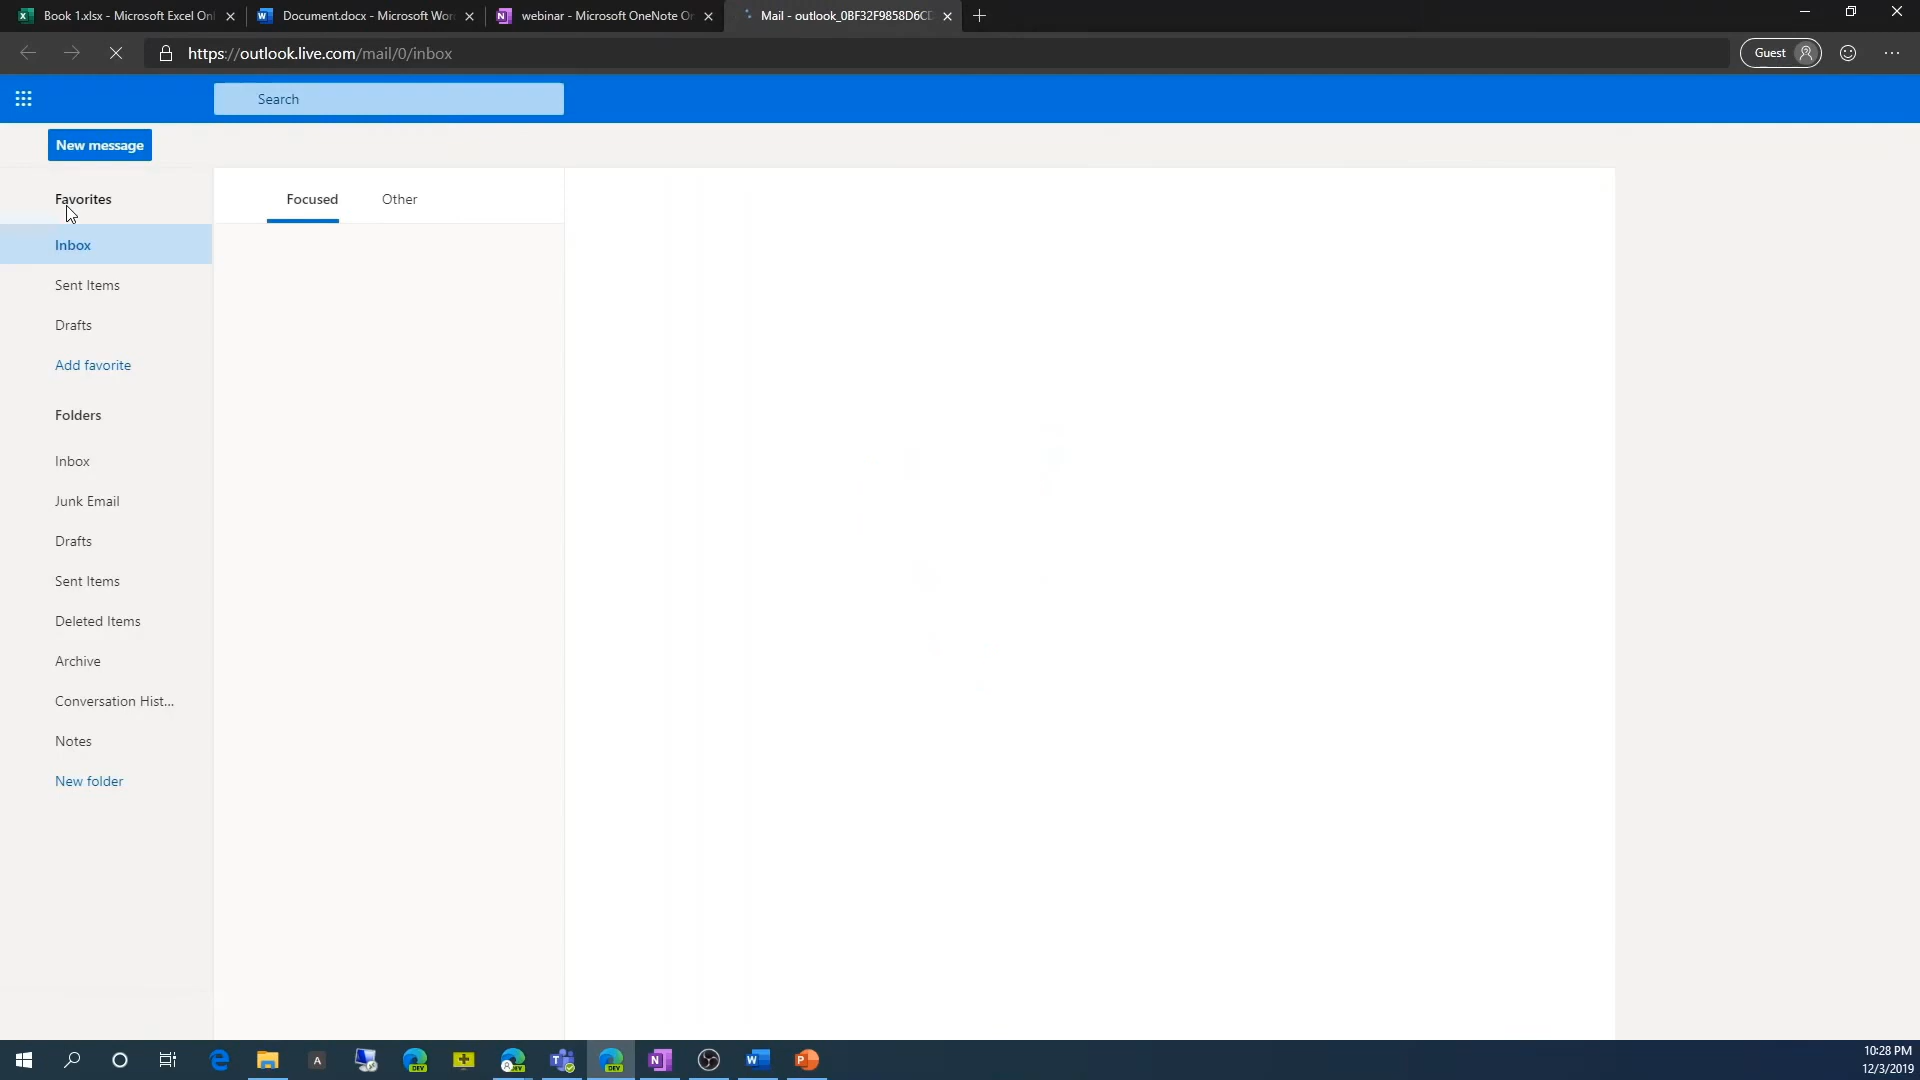 Book 1.xlsx - Microsoft Excel Onl
Document.docx - Microsoft Wor
webinar - Microsoft OneNote Or
Mail - outlook_0BF32F9858D6CD
https://outlook.live.com/mail/0/inbox
Guest
Search
New message
Favorites
Focused
Other
Inbox
Sent Items
Drafts
Add favorite
Folders
Inbox
Junk Email
Drafts
Sent Items
Deleted Items
Archive
Conversation Hist...
Notes
New folder
10:28 PM
12/3/2019